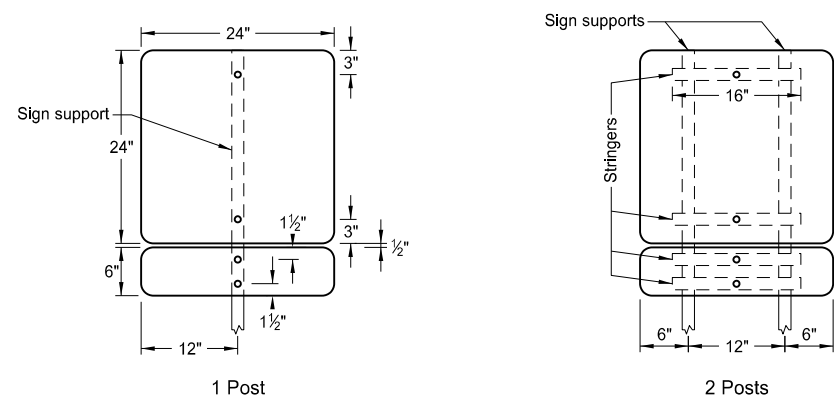 24"
3"
Sign support
24"
1½"
3"
½"
6"
1½"
12"
1 Post
Sign supports
16"
Stringers
6"
12"
6"
2 Posts